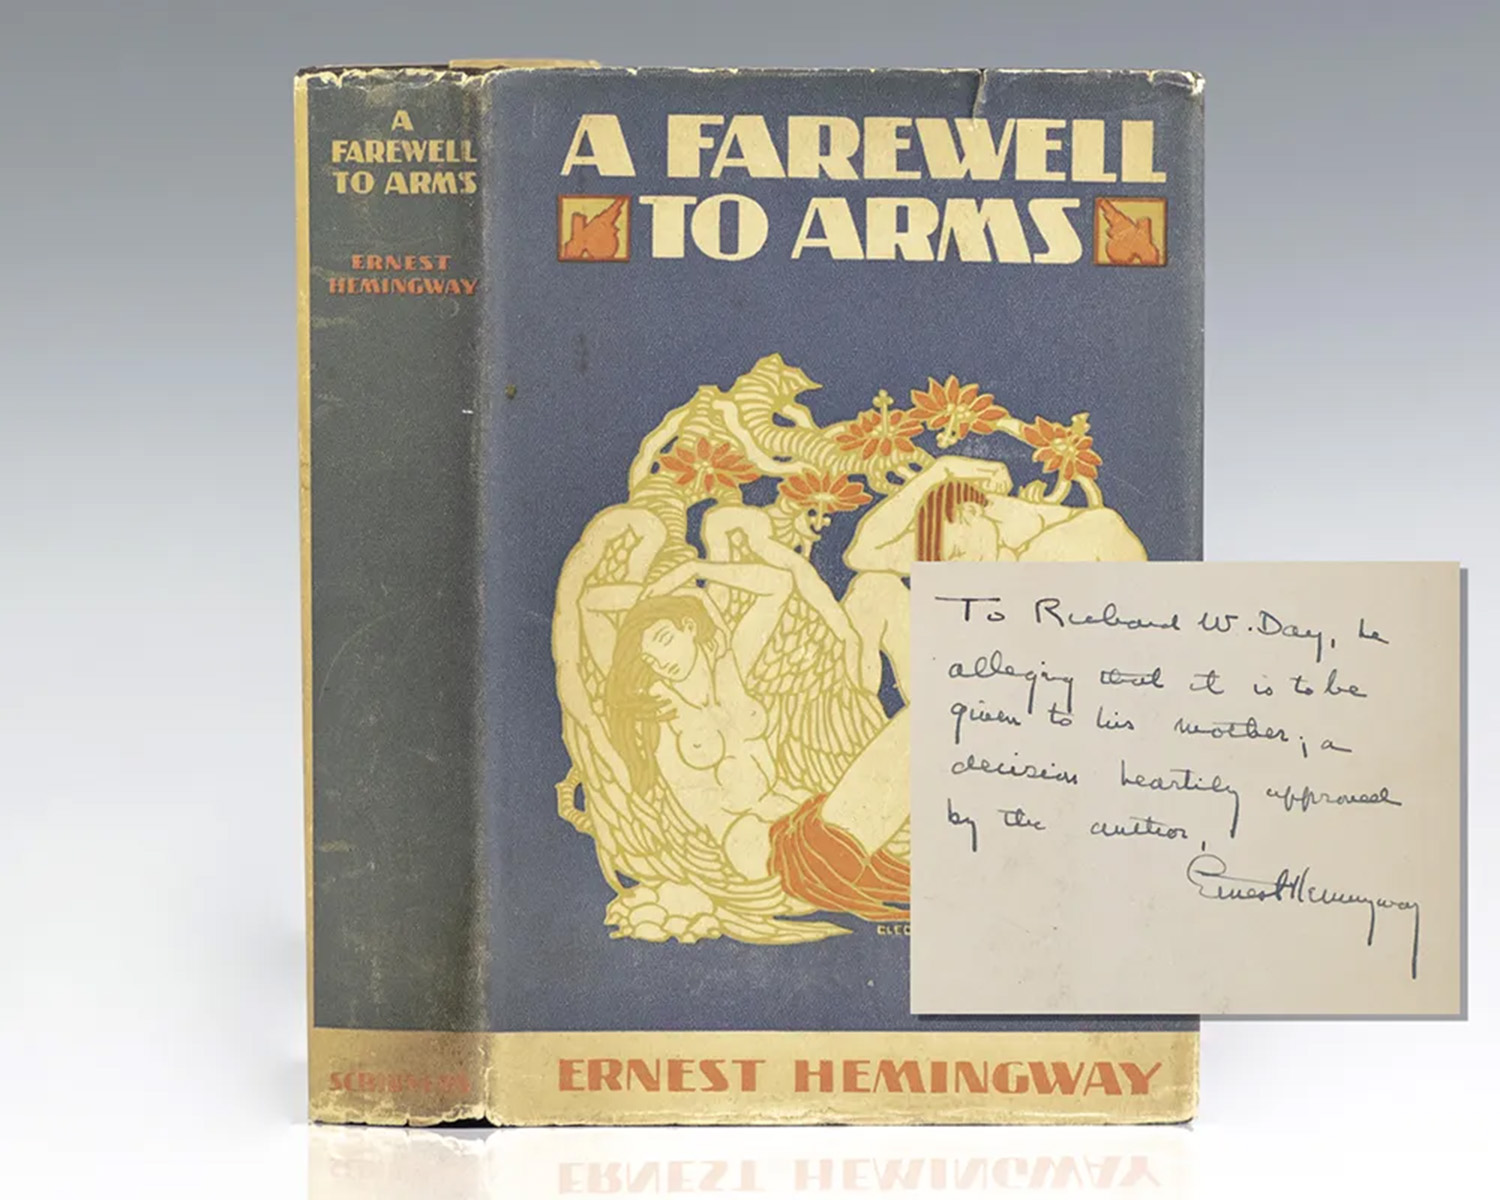 A
FAREWELL
TO ARMS
ERNEST
HEMINGWAY
SCRIBNERS
A FAREWELL
TO ARMS
CLEO
ERNEST HEMINGWAY
To Richard W. Day, he
alleging that it is to be
given to his mother; a
decision heartily approved
by the author,
Ernest Hemingway